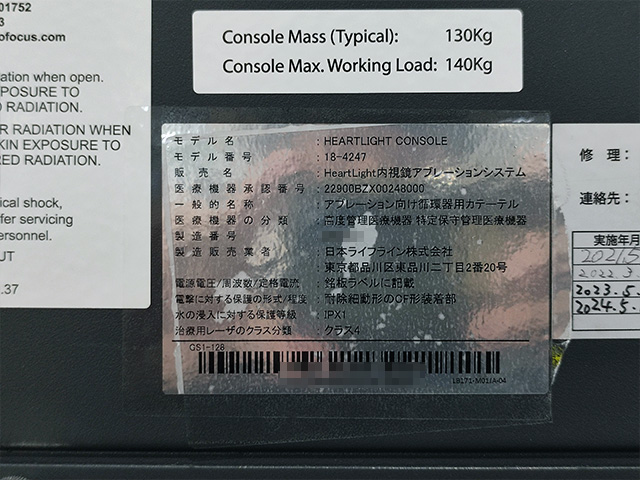 01752
ofocus.com
ation when open.
POSURE TO
RADIATION.
R RADIATION WHEN
KIN EXPOSURE TO
RED RADIATION.
cal shock,
fer servicing
ersonnel.
UT
.37
Console Mass (Typical): 130Kg
Console Max. Working Load: 140Kg
モデル名 : HEARTLIGHT CONSOLE
モデル番号 : 18-4247
販売名 : HeartLight内視鏡アブレーションシステム
医療機器承認番号 : 22900BZX00248000
一般的名称 : アブレーション向け循環器用カテーテル
医療機器の分類 : 高度管理医療機器 特定保守管理医療機器
製造番号 :
製造販売業者 : 日本ライフライン株式会社
東京都品川区東品川二丁目2番20号
電源電圧/周波数/定格電流 : 銘板ラベルに記載
電撃に対する保護の形式/程度 : 耐除細動形のCF形装着部
水の浸入に対する保護等級 : IPX1
治療用レーザのクラス分類 : クラス4
GS1-128
LB171-M01JA-04
修理:
連絡先:
実施年月
2021.5
2022.3
2023.5.
2024.5.